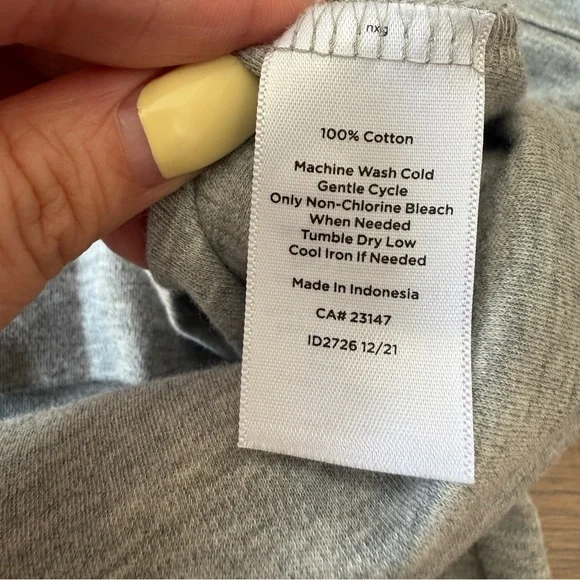 nxg
100% Cotton
Machine Wash Cold
Gentle Cycle
Only Non-Chlorine Bleach
When Needed
Tumble Dry Low
Cool Iron If Needed
Made In Indonesia
CA# 23147
ID2726 12/21